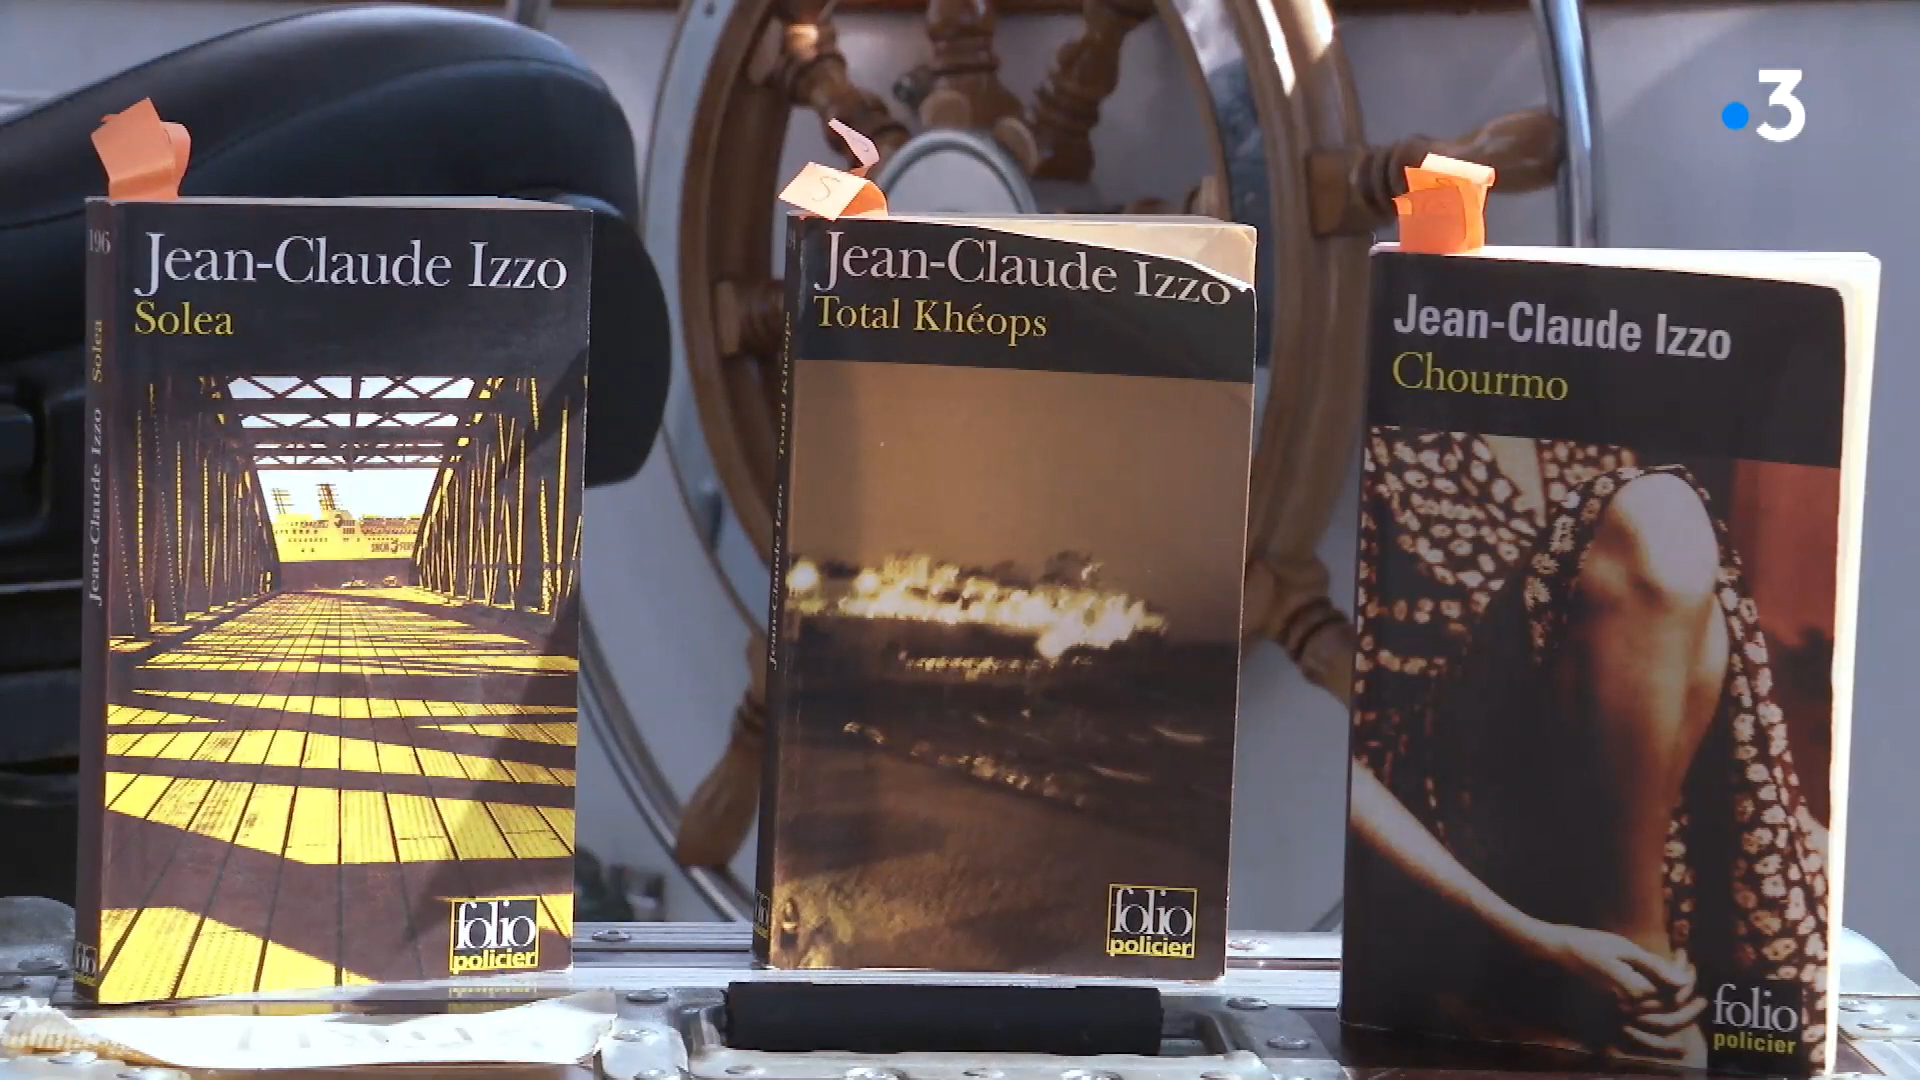 3
196
Jean-Claude Izzo
Solea
Jean-Claude Izzo Solea
folio
policier
S
Jean-Claude Izzo
Total Khéops
Jean-Claude Izzo Total Khéops
folio
policier
Jean-Claude Izzo
Chourmo
folio
policier